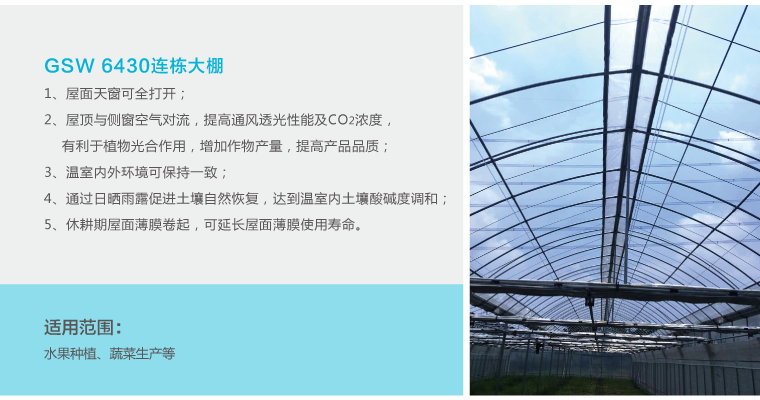 GSW 6430连栋大棚
1、屋面天窗可全打开；
2、屋顶与侧窗空气对流，提高通风透光性能及CO₂浓度，
有利于植物光合作用，增加作物产量，提高产品品质；
3、温室内外环境可保持一致；
4、通过日晒雨露促进土壤自然恢复，达到温室内土壤酸碱度调和；
5、休耕期屋面薄膜卷起，可延长屋面薄膜使用寿命。
适用范围：
水果种植、蔬菜生产等